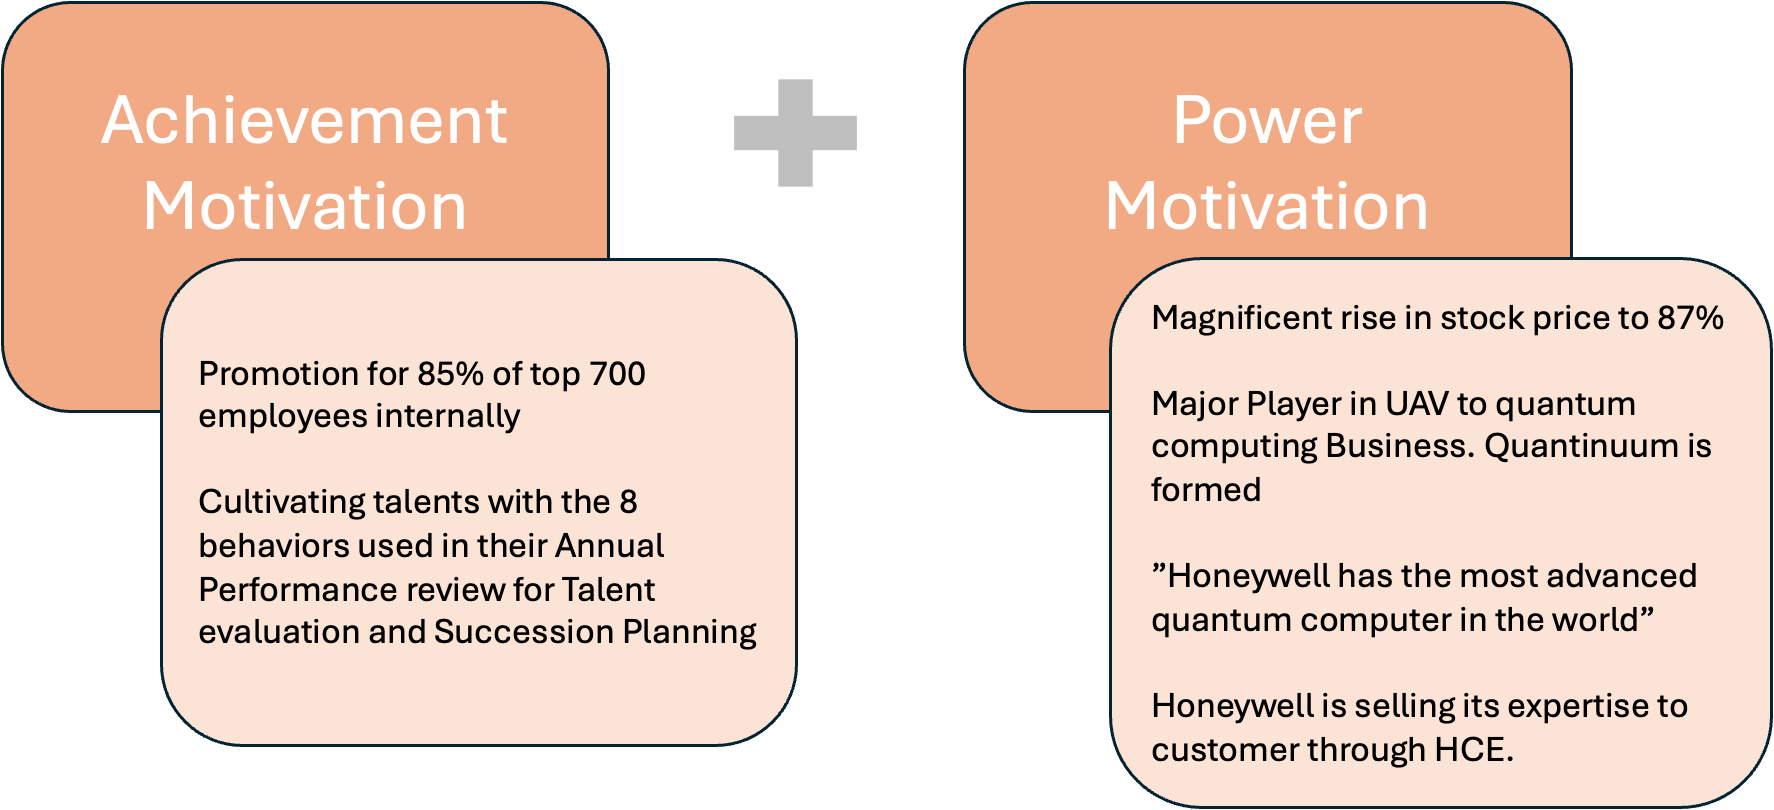 Achievement
Motivation
Promotion for 85% of top 700
employees internally
Cultivating talents with the 8
behaviors used in their Annual
Performance review for Talent
evaluation and Succession Planning
Power
Motivation
Magnificent rise in stock price to 87%
Major Player in UAV to quantum
computing Business. Quantinuum is
formed
”Honeywell has the most advanced
quantum computer in the world”
Honeywell is selling its expertise to
customer through HCE.